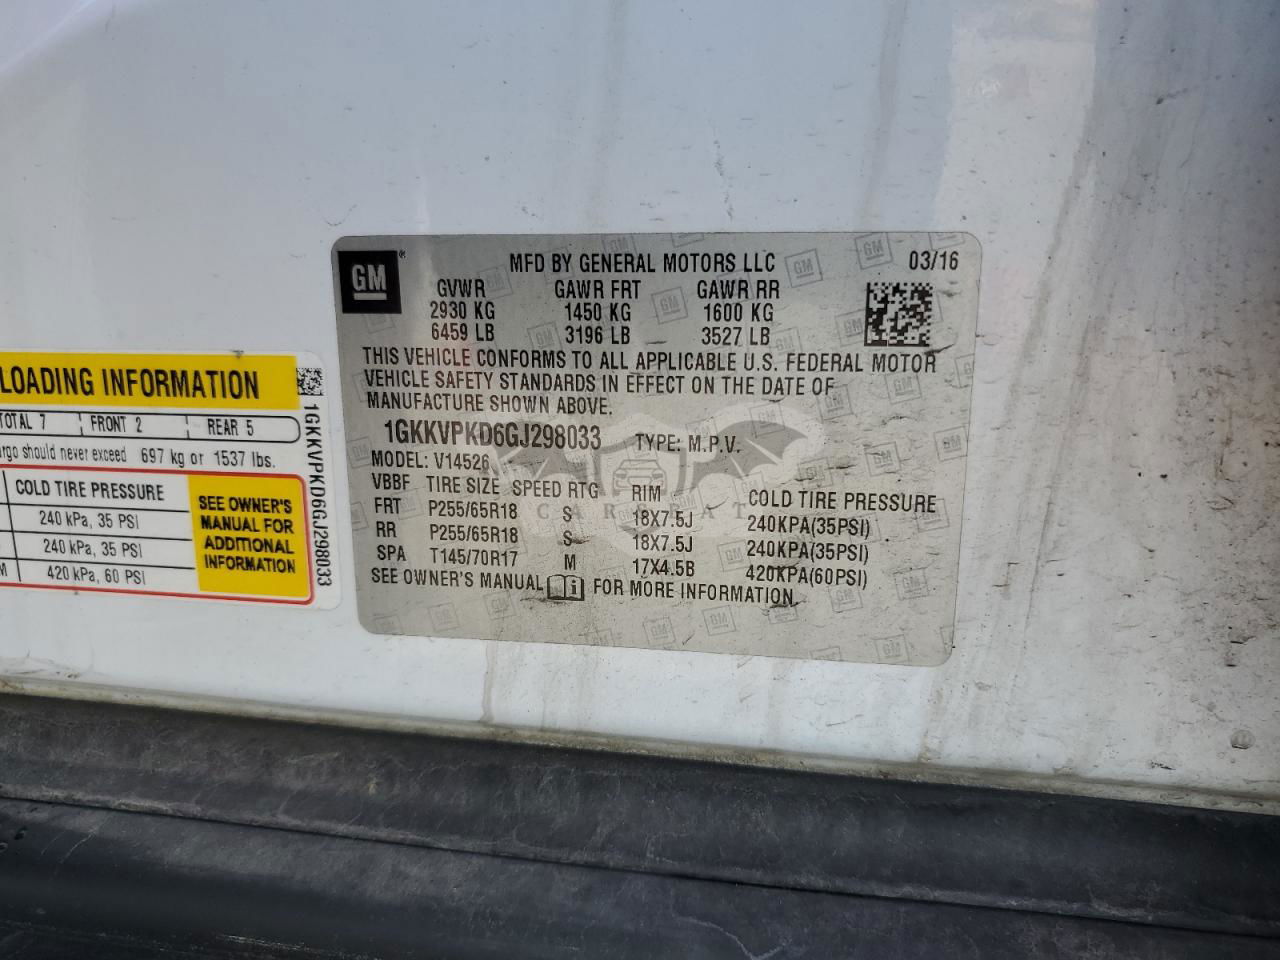 LOADING INFORMATION
TOTAL 7 FRONT 2 REAR 5
cargo should never exceed 697 kg or 1537 lbs.
COLD TIRE PRESSURE
240 kPa, 35 PSI
240 kPa, 35 PSI
420 kPa, 60 PSI
SEE OWNER'S
MANUAL FOR
ADDITIONAL
INFORMATION
1GKKVPKD6GJ298033
GM®
MFD BY GENERAL MOTORS LLC 03/16
GVWR GAWR FRT GAWR RR
2930 KG 1450 KG 1600 KG
6459 LB 3196 LB 3527 LB
THIS VEHICLE CONFORMS TO ALL APPLICABLE U.S. FEDERAL MOTOR
VEHICLE SAFETY STANDARDS IN EFFECT ON THE DATE OF
MANUFACTURE SHOWN ABOVE.
1GKKVPKD6GJ298033 TYPE: M.P.V.
MODEL: V14526
VBBF TIRE SIZE SPEED RTG RIM COLD TIRE PRESSURE
FRT P255/65R18 S 18X7.5J 240KPA(35PSI)
RR P255/65R18 S 18X7.5J 240KPA(35PSI)
SPA T145/70R17 M 17X4.5B 420KPA(60PSI)
SEE OWNER'S MANUAL FOR MORE INFORMATION